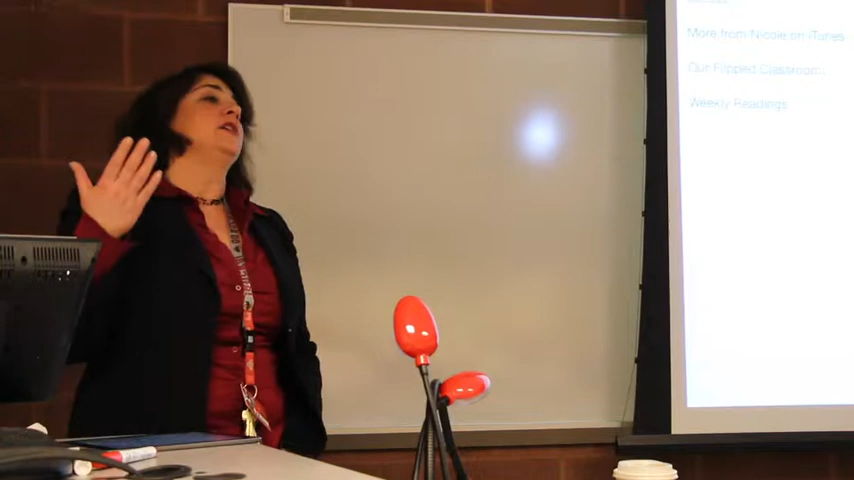 More from Nicole on iTunes
Our Flipped Classroom
Weekly Readings